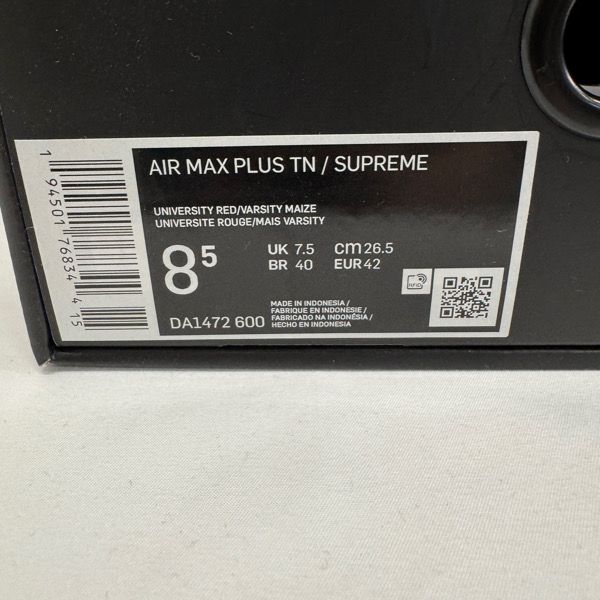 AIR MAX PLUS TN / SUPREME
UNIVERSITY RED/VARSITY MAIZE
UNIVERSITE ROUGE/MAIS VARSITY
8⁵
UK 7.5 cm 26.5
BR 40 EUR 42
RFID
DA1472 600
MADE IN INDONESIA /
FABRIQUE EN INDONÉSIE /
FABRICADO NA INDONÉSIA /
HECHO EN INDONESIA
1 94501 76834 4 15